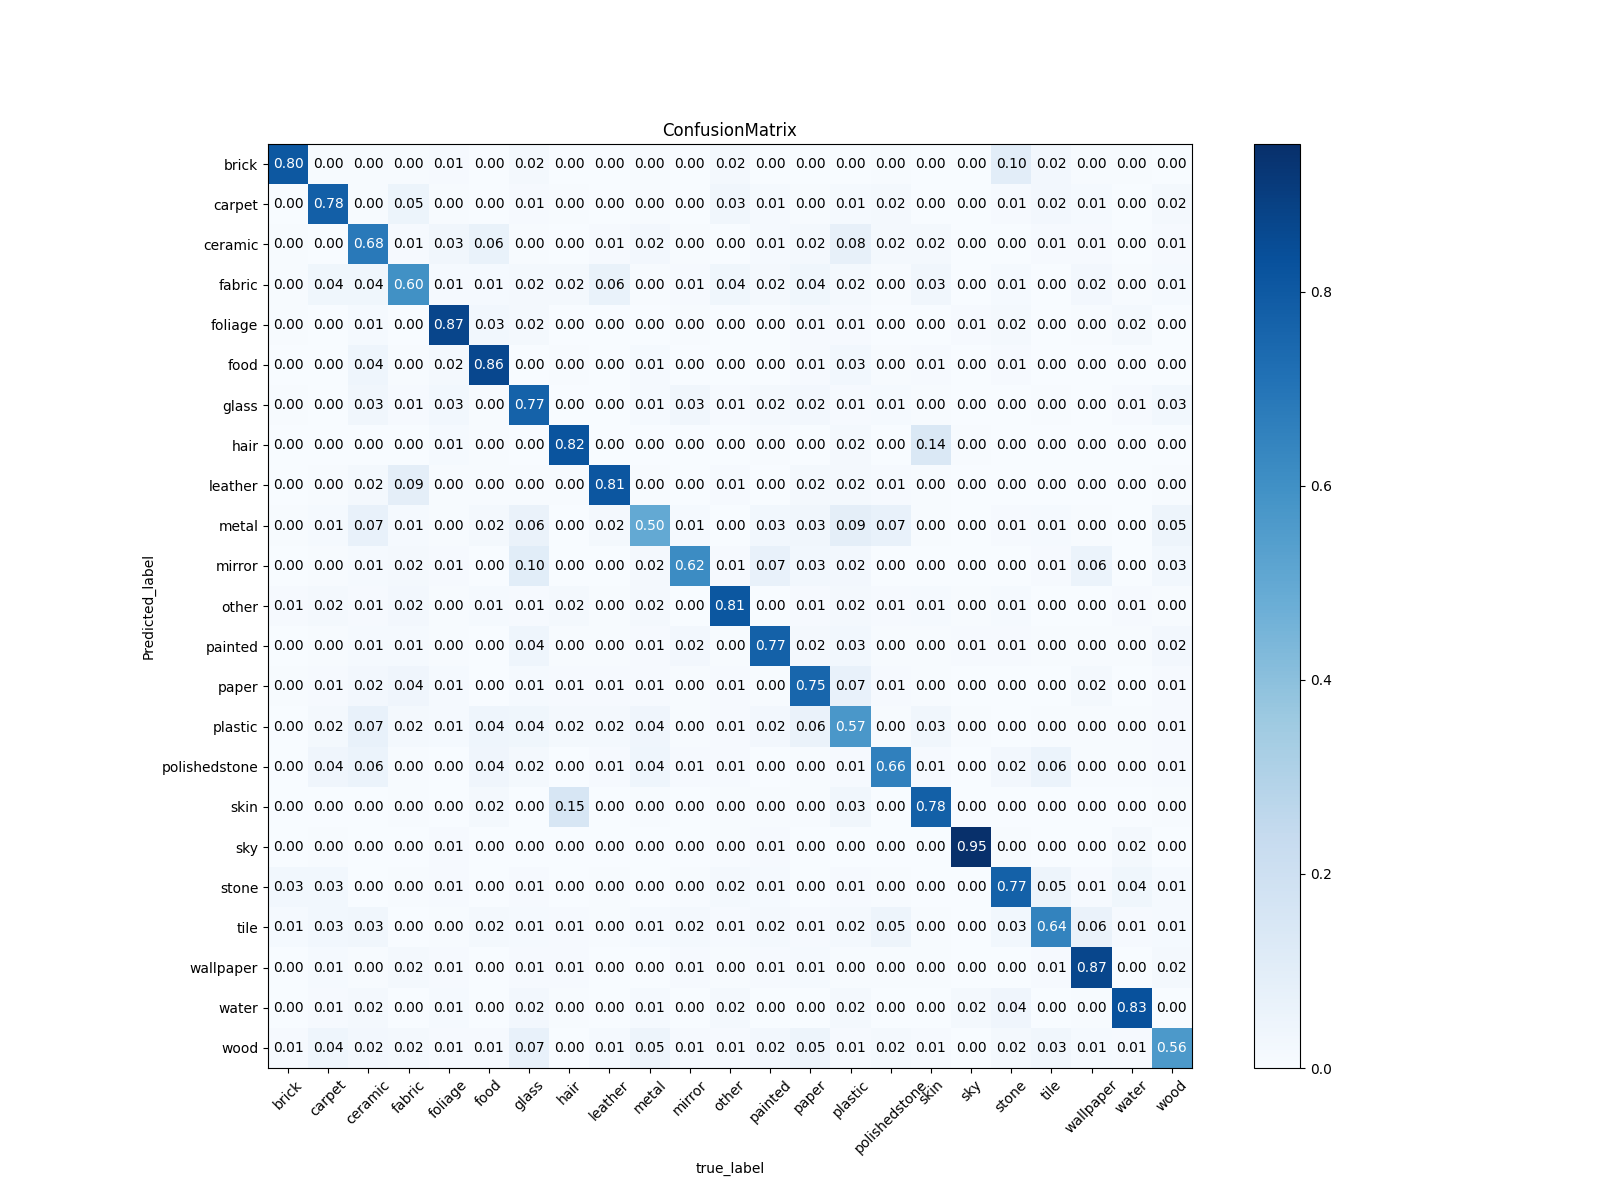 ConfusionMatrix
brick 0.80 0.00 0.00 0.00 0.01 0.00 0.02 0.00 0.00 0.00 0.00 0.02 0.00 0.00 0.00 0.00 0.00 0.00 0.10 0.02 0.00 0.00 0.00
carpet 0.00 0.78 0.00 0.05 0.00 0.00 0.01 0.00 0.00 0.00 0.00 0.03 0.01 0.00 0.01 0.02 0.00 0.00 0.01 0.02 0.01 0.00 0.02
ceramic 0.00 0.00 0.68 0.01 0.03 0.06 0.00 0.00 0.01 0.02 0.00 0.00 0.01 0.02 0.08 0.02 0.02 0.00 0.00 0.01 0.01 0.00 0.01
fabric 0.00 0.04 0.04 0.60 0.01 0.01 0.02 0.02 0.06 0.00 0.01 0.04 0.02 0.04 0.02 0.00 0.03 0.00 0.01 0.00 0.02 0.00 0.01
foliage 0.00 0.00 0.01 0.00 0.87 0.03 0.02 0.00 0.00 0.00 0.00 0.00 0.00 0.01 0.01 0.00 0.00 0.01 0.02 0.00 0.00 0.02 0.00
food 0.00 0.00 0.04 0.00 0.02 0.86 0.00 0.00 0.00 0.01 0.00 0.00 0.00 0.01 0.03 0.00 0.01 0.00 0.01 0.00 0.00 0.00 0.00
glass 0.00 0.00 0.03 0.01 0.03 0.00 0.77 0.00 0.00 0.01 0.03 0.01 0.02 0.02 0.01 0.01 0.00 0.00 0.00 0.00 0.00 0.01 0.03
hair 0.00 0.00 0.00 0.00 0.01 0.00 0.00 0.82 0.00 0.00 0.00 0.00 0.00 0.00 0.02 0.00 0.14 0.00 0.00 0.00 0.00 0.00 0.00
leather 0.00 0.00 0.02 0.09 0.00 0.00 0.00 0.00 0.81 0.00 0.00 0.01 0.00 0.02 0.02 0.01 0.00 0.00 0.00 0.00 0.00 0.00 0.00
metal 0.00 0.01 0.07 0.01 0.00 0.02 0.06 0.00 0.02 0.50 0.01 0.00 0.03 0.03 0.09 0.07 0.00 0.00 0.01 0.01 0.00 0.00 0.05
mirror 0.00 0.00 0.01 0.02 0.01 0.00 0.10 0.00 0.00 0.02 0.62 0.01 0.07 0.03 0.02 0.00 0.00 0.00 0.00 0.01 0.06 0.00 0.03
other 0.01 0.02 0.01 0.02 0.00 0.01 0.01 0.02 0.00 0.02 0.00 0.81 0.00 0.01 0.02 0.01 0.01 0.00 0.01 0.00 0.00 0.01 0.00
painted 0.00 0.00 0.01 0.01 0.00 0.00 0.04 0.00 0.00 0.01 0.02 0.00 0.77 0.02 0.03 0.00 0.00 0.01 0.01 0.00 0.00 0.00 0.02
paper 0.00 0.01 0.02 0.04 0.01 0.00 0.01 0.01 0.01 0.01 0.00 0.01 0.00 0.75 0.07 0.01 0.00 0.00 0.00 0.00 0.02 0.00 0.01
plastic 0.00 0.02 0.07 0.02 0.01 0.04 0.04 0.02 0.02 0.04 0.00 0.01 0.02 0.06 0.57 0.00 0.03 0.00 0.00 0.00 0.00 0.00 0.01
polishedstone 0.00 0.04 0.06 0.00 0.00 0.04 0.02 0.00 0.01 0.04 0.01 0.01 0.00 0.00 0.01 0.66 0.01 0.00 0.02 0.06 0.00 0.00 0.01
skin 0.00 0.00 0.00 0.00 0.00 0.02 0.00 0.15 0.00 0.00 0.00 0.00 0.00 0.00 0.03 0.00 0.78 0.00 0.00 0.00 0.00 0.00 0.00
sky 0.00 0.00 0.00 0.00 0.01 0.00 0.00 0.00 0.00 0.00 0.00 0.00 0.01 0.00 0.00 0.00 0.00 0.95 0.00 0.00 0.00 0.02 0.00
stone 0.03 0.03 0.00 0.00 0.01 0.00 0.01 0.00 0.00 0.00 0.00 0.02 0.01 0.00 0.01 0.00 0.00 0.00 0.77 0.05 0.01 0.04 0.01
tile 0.01 0.03 0.03 0.00 0.00 0.02 0.01 0.01 0.00 0.01 0.02 0.01 0.02 0.01 0.02 0.05 0.00 0.00 0.03 0.64 0.06 0.01 0.01
wallpaper 0.00 0.01 0.00 0.02 0.01 0.00 0.01 0.01 0.00 0.00 0.01 0.00 0.01 0.01 0.00 0.00 0.00 0.00 0.00 0.01 0.87 0.00 0.02
water 0.00 0.01 0.02 0.00 0.01 0.00 0.02 0.00 0.00 0.01 0.00 0.02 0.00 0.00 0.02 0.00 0.00 0.02 0.04 0.00 0.00 0.83 0.00
wood 0.01 0.04 0.02 0.02 0.01 0.01 0.07 0.00 0.01 0.05 0.01 0.01 0.02 0.05 0.01 0.02 0.01 0.00 0.02 0.03 0.01 0.01 0.56
brick carpet ceramic fabric foliage food glass hair leather metal mirror other painted paper plastic polishedstone skin sky stone tile wallpaper water wood
true_label
Predicted_label
0.8
0.6
0.4
0.2
0.0